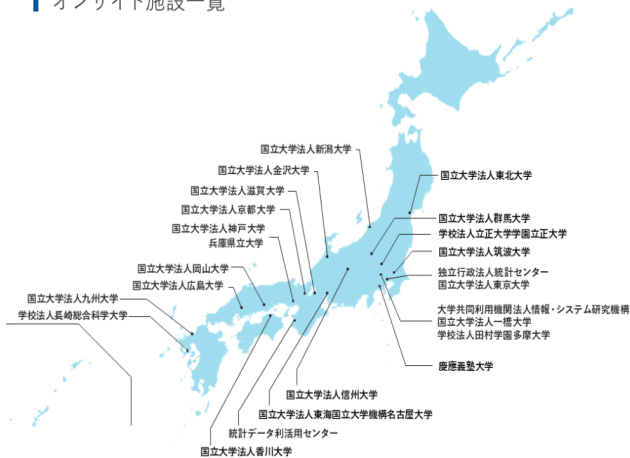 オンサイト施設一覧
国立大学法人新潟大学
国立大学法人金沢大学
国立大学法人滋賀大学
国立大学法人京都大学
国立大学法人神戸大学
兵庫県立大学
国立大学法人岡山大学
国立大学法人広島大学
国立大学法人九州大学
学校法人長崎総合科学大学
国立大学法人東北大学
国立大学法人群馬大学
学校法人立正大学学園立正大学
国立大学法人筑波大学
独立行政法人統計センター
国立大学法人東京大学
大学共同利用機関法人情報・システム研究機構
国立大学法人一橋大学
学校法人田村学園多摩大学
慶應義塾大学
国立大学法人信州大学
国立大学法人東海国立大学機構名古屋大学
統計データ利活用センター
国立大学法人香川大学